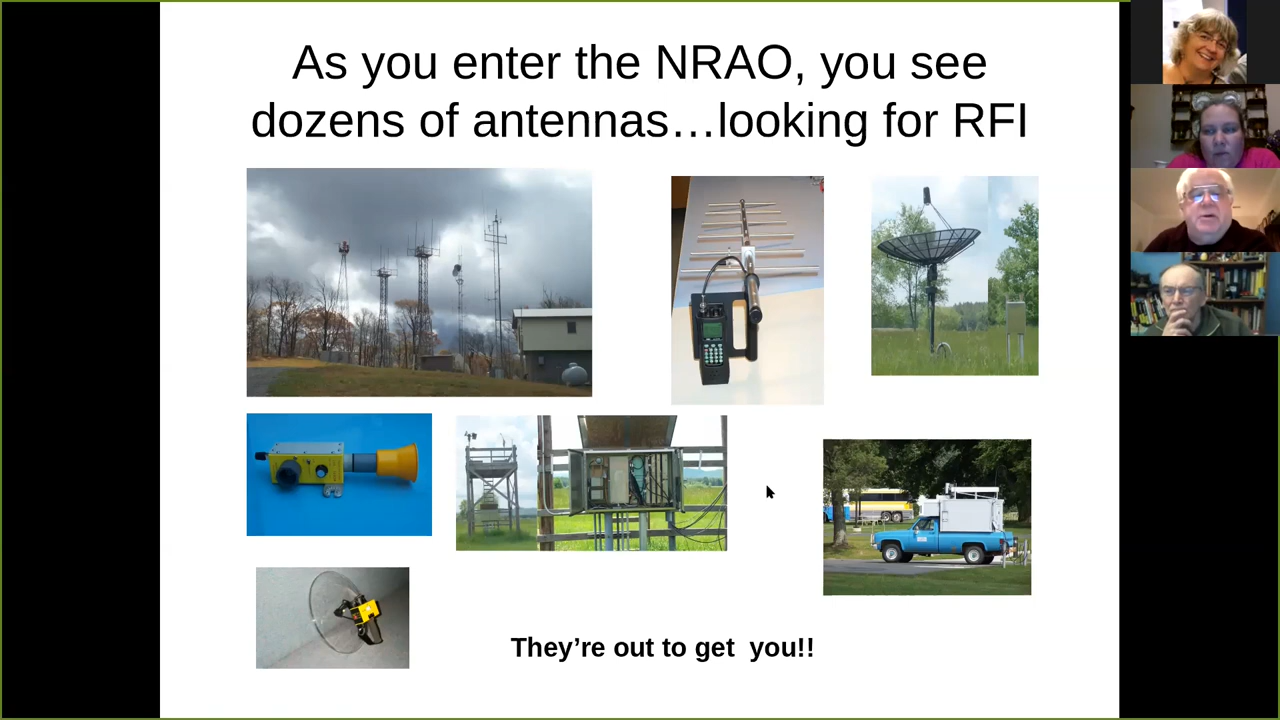 As you enter the NRAO, you see
dozens of antennas…looking for RFI
They’re out to get  you!!